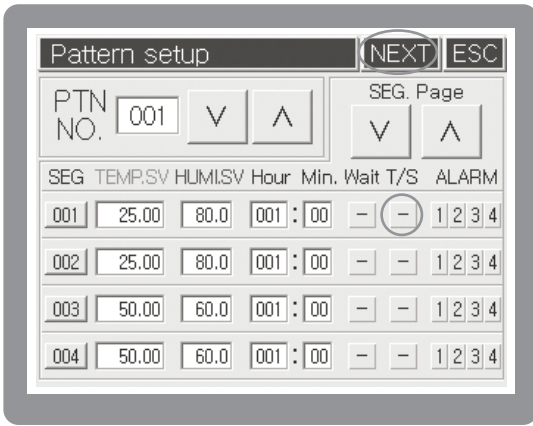 Pattern setup NEXT ESC
PTN NO. 001 ∨ ∧
SEG. Page
∨ ∧
SEG TEMP.SV HUMI.SV Hour Min. Wait T/S ALARM
001 25.00 80.0 001 : 00 – – 1 2 3 4
002 25.00 80.0 001 : 00 – – 1 2 3 4
003 50.00 60.0 001 : 00 – – 1 2 3 4
004 50.00 60.0 001 : 00 – – 1 2 3 4